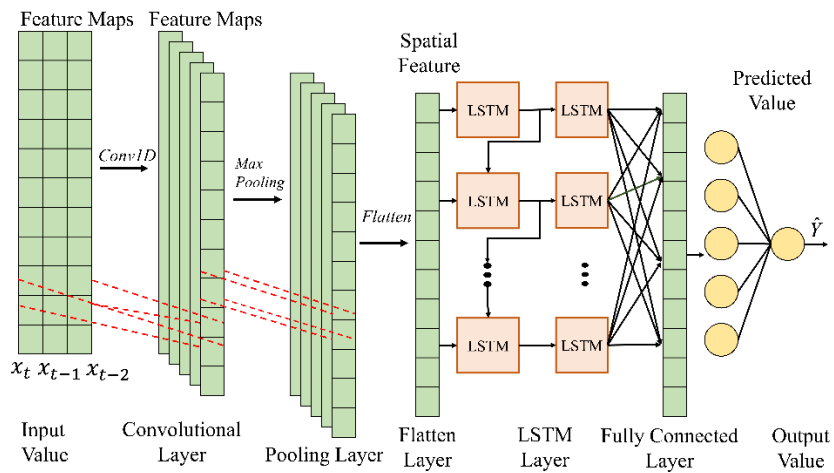 Feature Maps
Feature Maps
Spatial
Feature
Predicted
Value
Conv1D
Max
Pooling
Flatten
LSTM
LSTM
LSTM
LSTM
LSTM
LSTM
Ŷ
x_t x_{t-1} x_{t-2}
Input
Value
Convolutional
Layer
Pooling Layer
Flatten
Layer
LSTM
Layer
Fully Connected
Layer
Output
Value